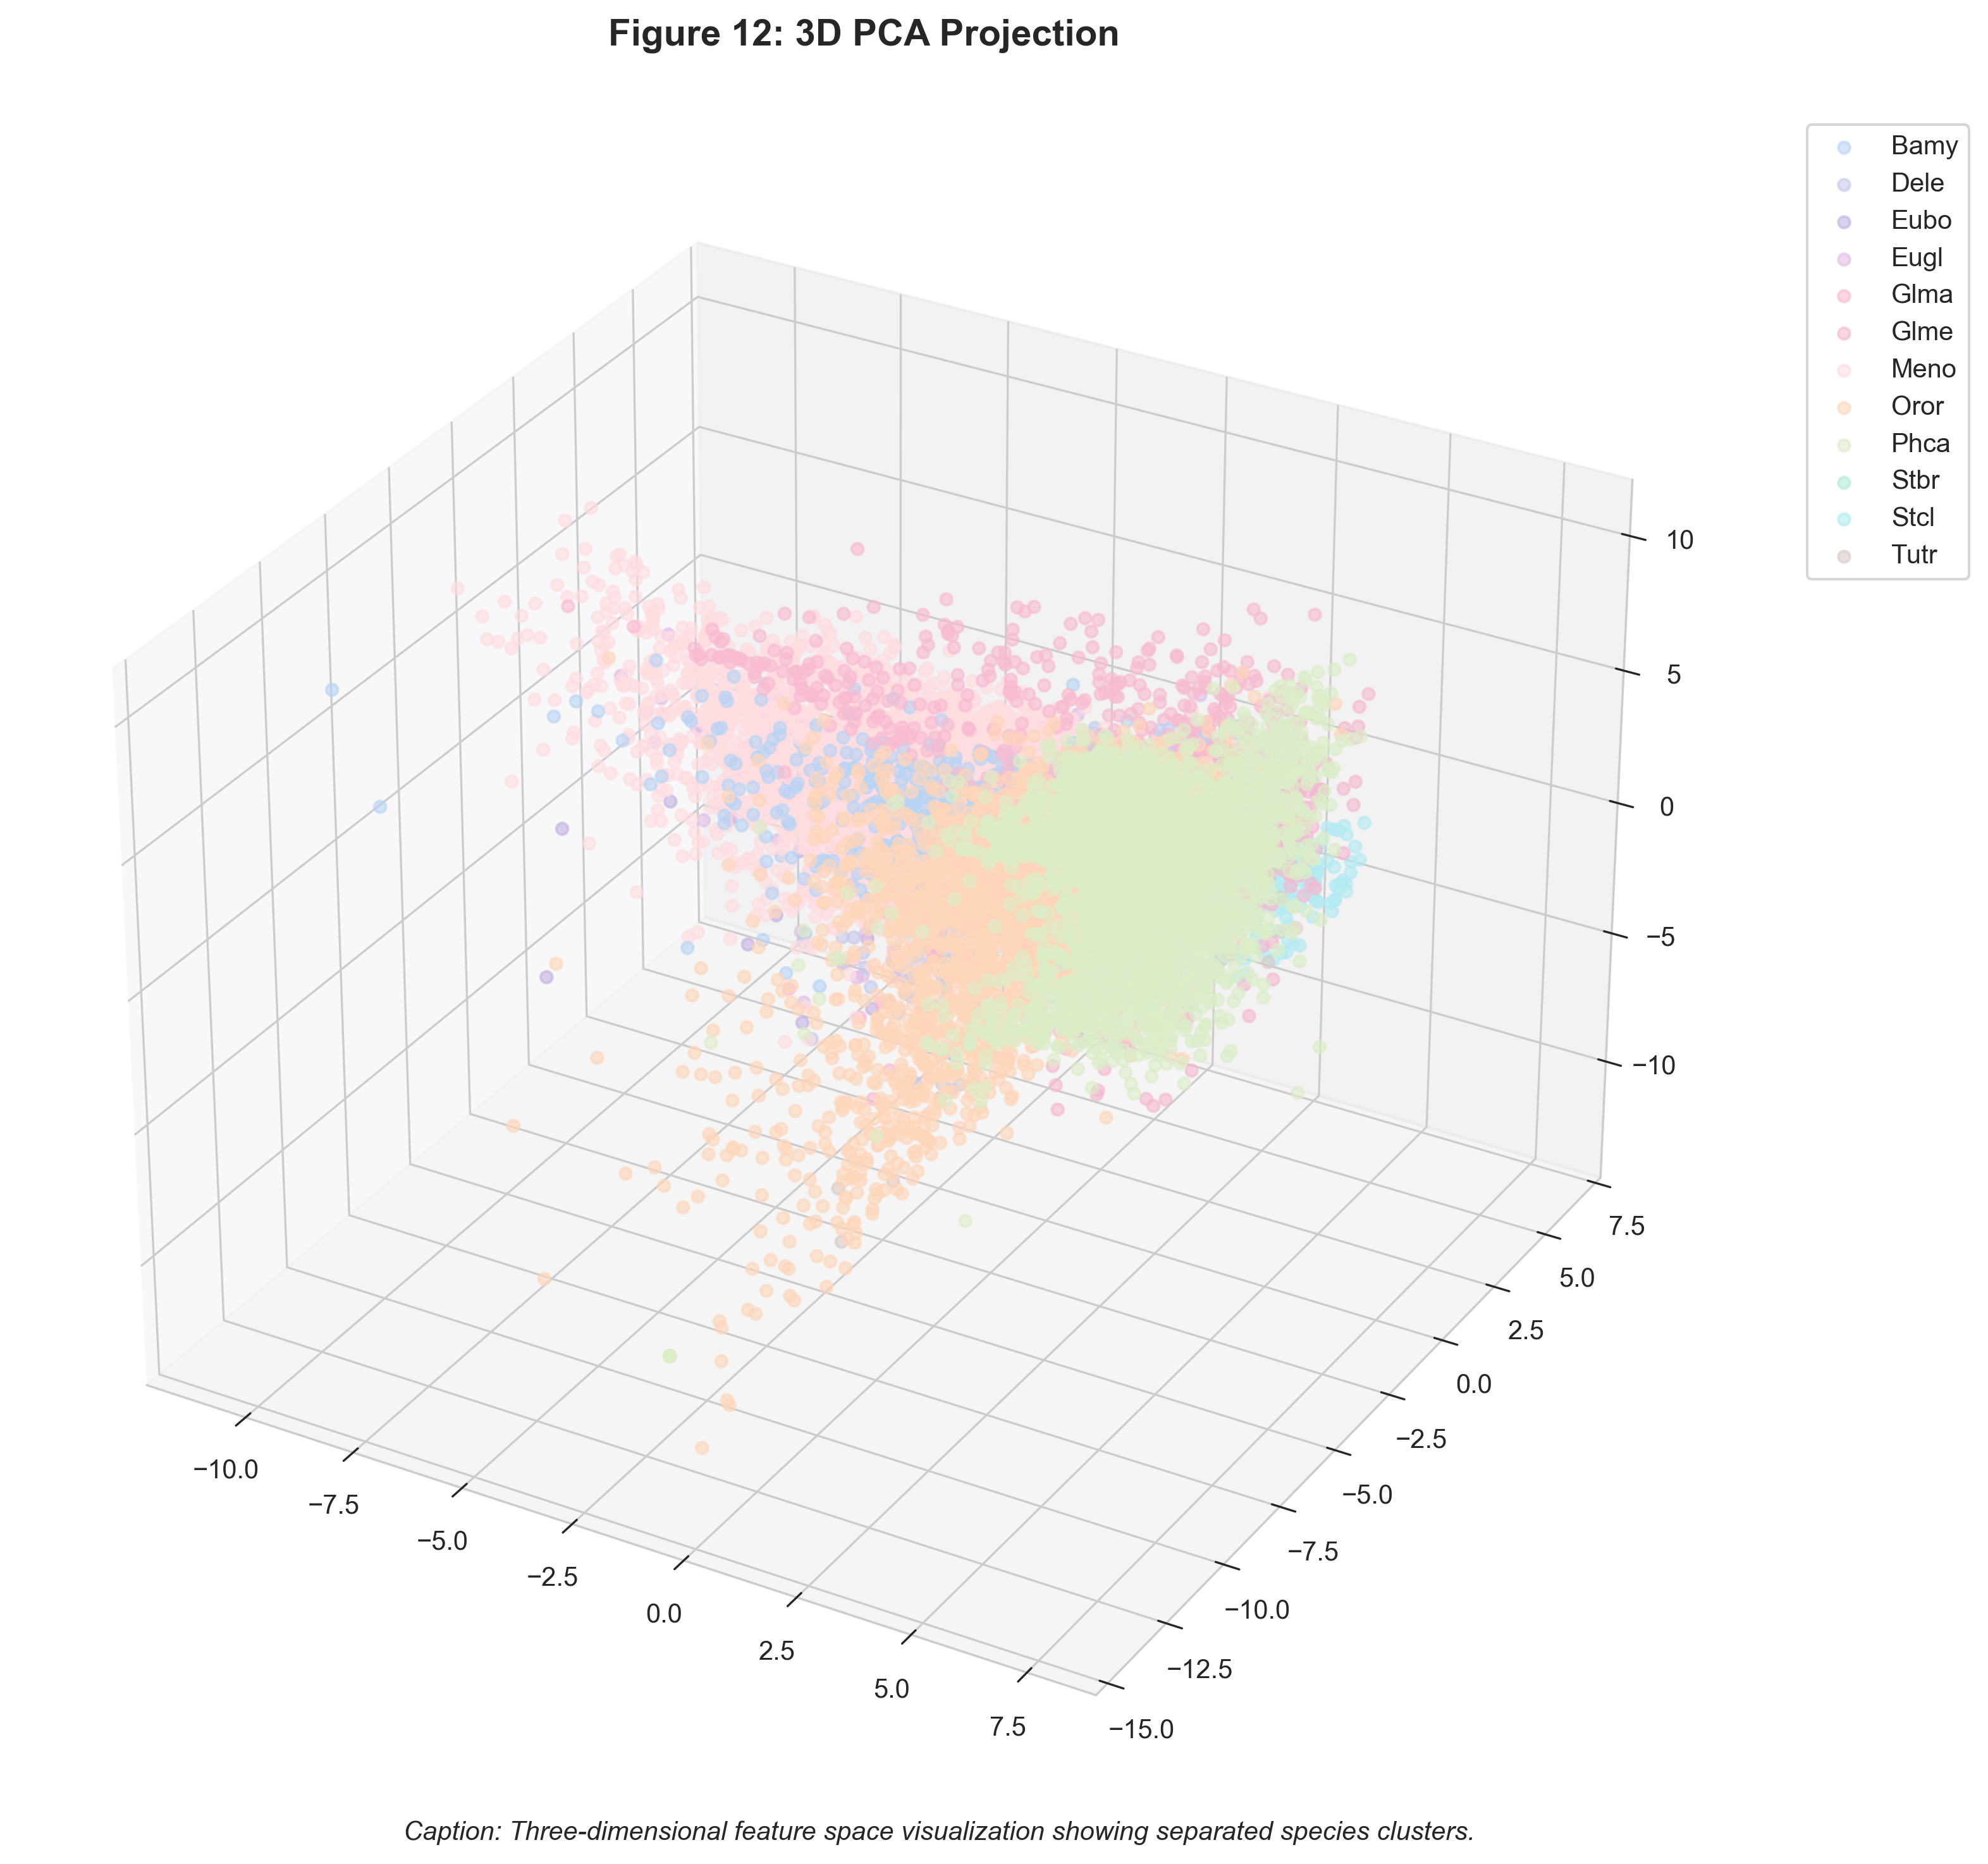 Figure 12: 3D PCA Projection
Bamy
Dele
Eubo
Eugl
Glma
Glme
Meno
Oror
Phca
Stbr
Stcl
Tutr
10
5
0
−5
−10
7.5
5.0
2.5
0.0
−2.5
−5.0
−7.5
−10.0
−12.5
−15.0
−10.0
−7.5
−5.0
−2.5
0.0
2.5
5.0
7.5
Caption: Three-dimensional feature space visualization showing separated species clusters.